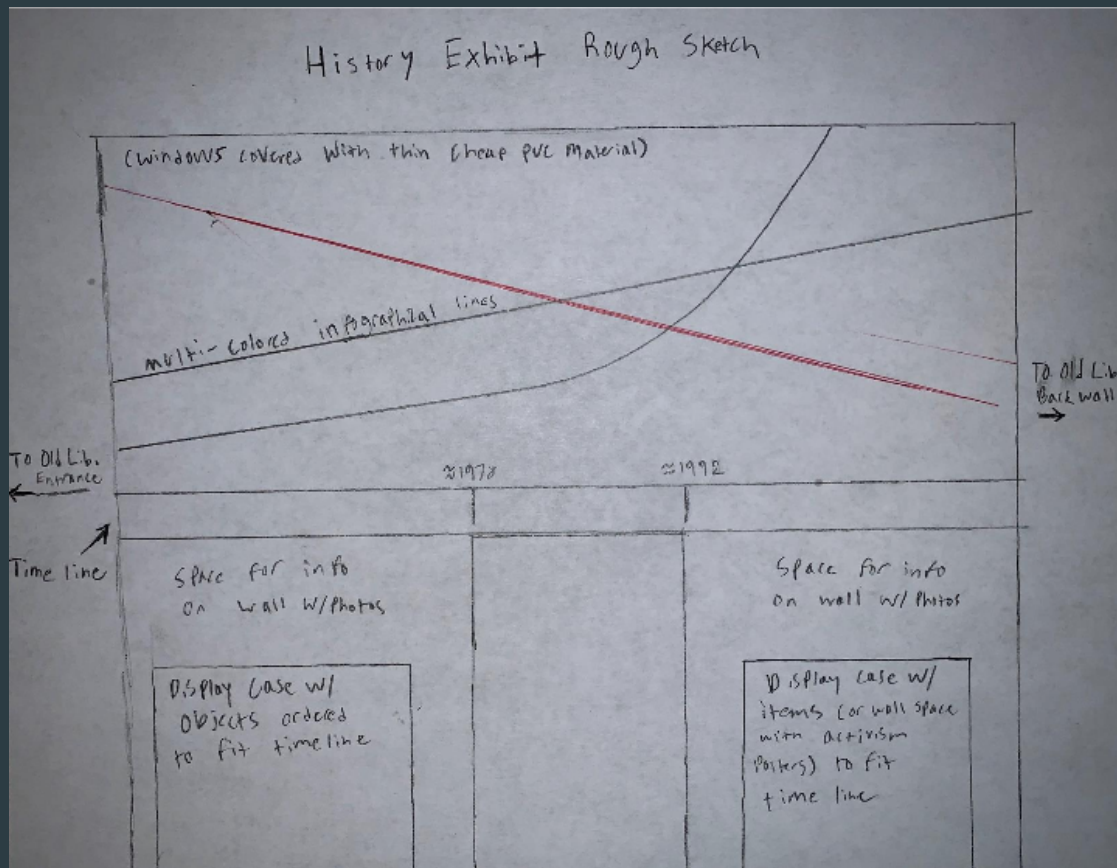 History Exhibit Rough Sketch
(windows covered with thin cheap PVC material)
multi-colored infographical lines
To Old Lib.
Entrance
To Old Lib
Back wall
≈1978
≈1992
Time line
Space for info
on wall w/Photos
Space for info
on wall w/ Photos
Display case w/
objects ordered
to fit timeline
Display case w/
items (or wall space
with activism
Posters) to fit
time line